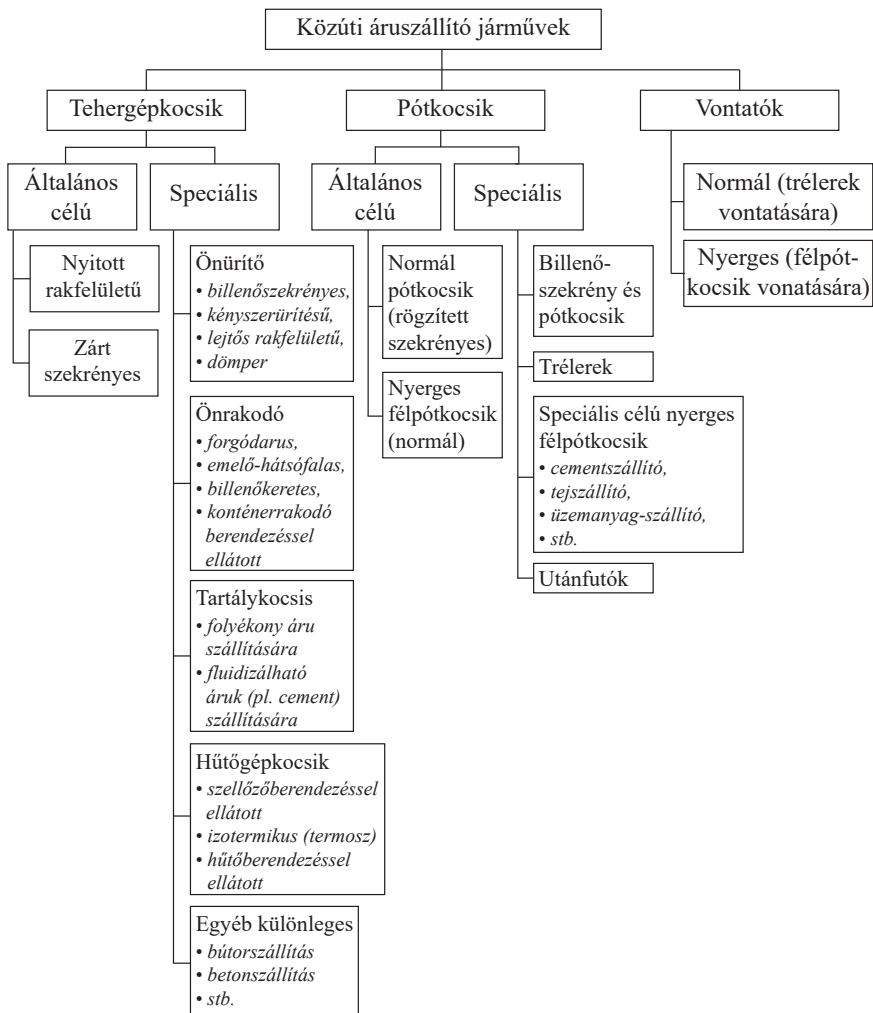 Közúti áruszállító járművek
Tehergépkocsik
Pótkocsik
Vontatók
Általános
célú
Speciális
Általános
célú
Speciális
Normál (trélerek
vontatására)
Nyerges (félpót-
kocsik vonatására)
Nyitott
rakfelületű
Zárt
szekrényes
Önürítő
• billenőszekrényes,
• kényszerürítésű,
• lejtős rakfelületű,
• dömper
Önrakodó
• forgódarus,
• emelő-hátsófalas,
• billenőkeretes,
• konténerrakodó
berendezéssel
ellátott
Tartálykocsis
• folyékony áru
szállítására
• fluidizálható
áruk (pl. cement)
szállítására
Hűtőgépkocsik
• szellőzőberendezéssel
ellátott
• izotermikus (termosz)
• hűtőberendezéssel
ellátott
Egyéb különleges
• bútorszállítás
• betonszállítás
• stb.
Normál
pótkocsik
(rögzített
szekrényes)
Nyerges
félpótkocsik
(normál)
Billenő-
szekrény és
pótkocsik
Trélerek
Speciális célú nyerges
félpótkocsik
• cementszállító,
• tejszállító,
• üzemanyag-szállító,
• stb.
Utánfutók